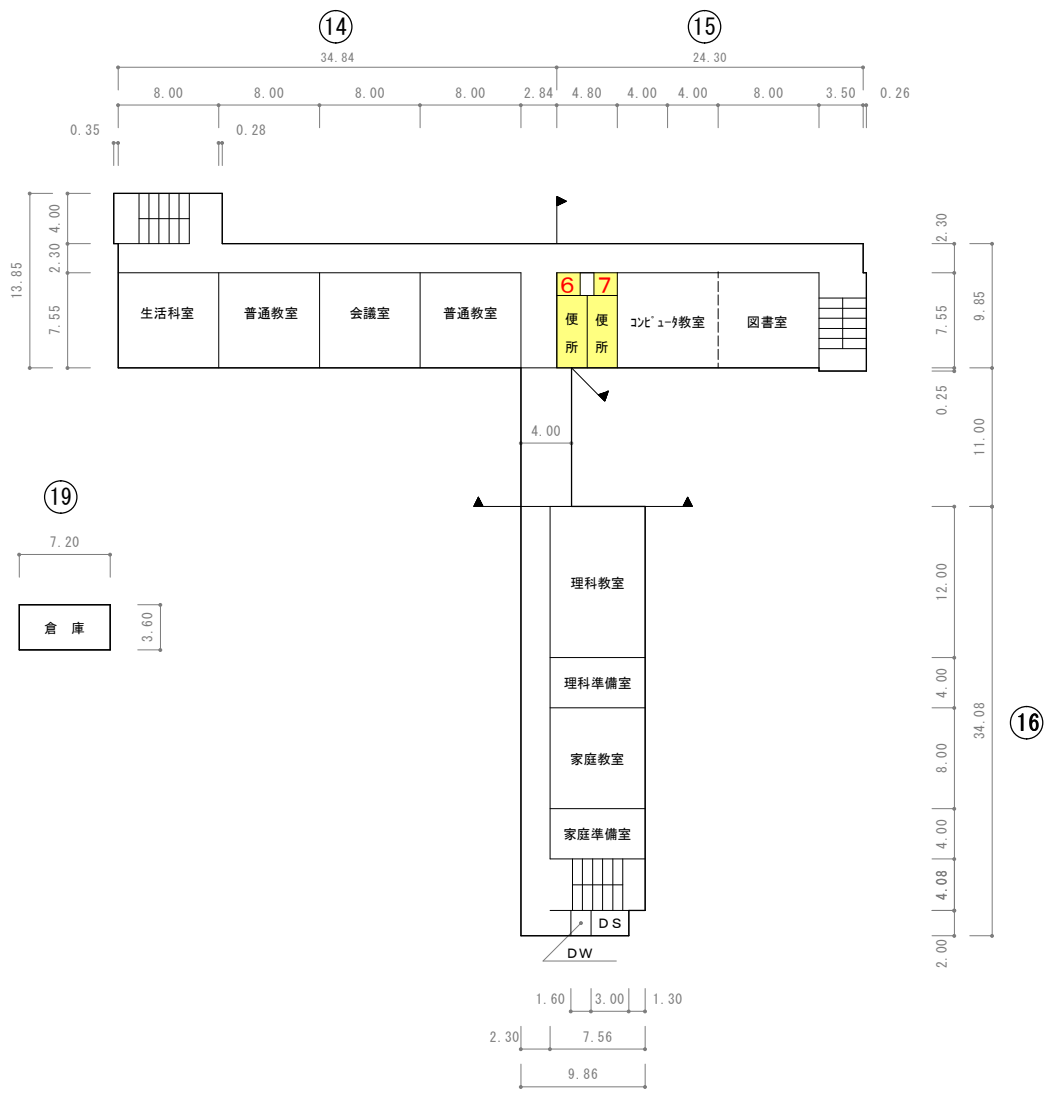 ⑭
⑮
34.84
24.30
8.00 8.00 8.00 8.00 2.84 4.80 4.00 4.00 8.00 3.50 0.26
0.35 0.28
13.85
4.00
2.30
7.55
2.30
7.55
0.25
9.85
11.00
6 7
生活科室 普通教室 会議室 普通教室 便所 便所 コンピュータ教室 図書室
4.00
⑲
7.20
倉 庫
3.60
理科教室
理科準備室
家庭教室
家庭準備室
DS
DW
12.00
4.00
8.00
4.00
4.08
2.00
34.08
⑯
1.60 3.00 1.30
2.30 7.56
9.86